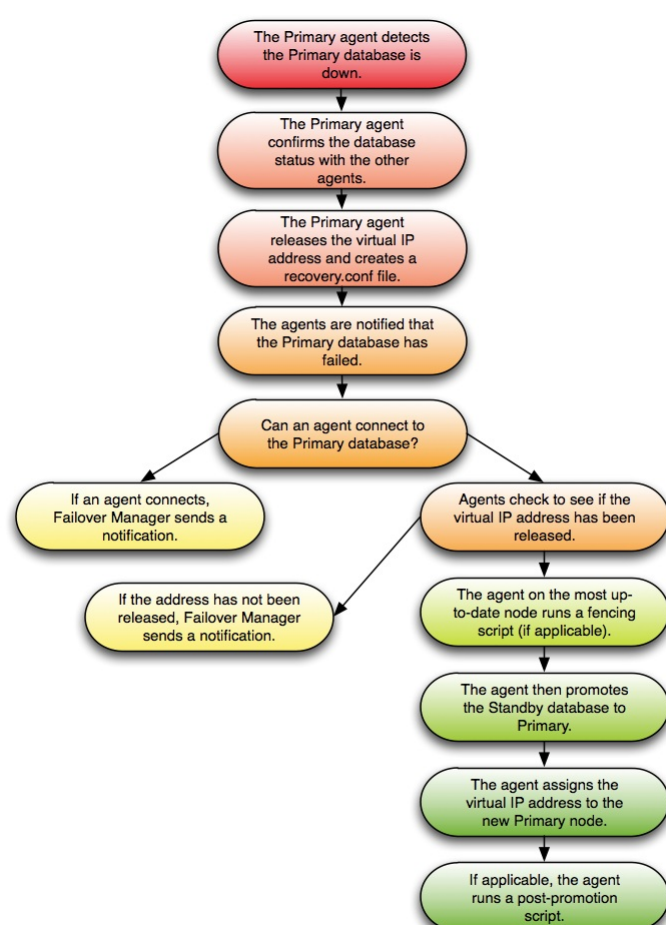 The Primary agent detects
the Primary database is
down.
The Primary agent
confirms the database
status with the other
agents.
The Primary agent
releases the virtual IP
address and creates a
recovery.conf file.
The agents are notified that
the Primary database has
failed.
Can an agent connect to
the Primary database?
If an agent connects,
Failover Manager sends a
notification.
Agents check to see if the
virtual IP address has been
released.
If the address has not been
released, Failover Manager
sends a notification.
The agent on the most up-
to-date node runs a fencing
script (if applicable).
The agent then promotes
the Standby database to
Primary.
The agent assigns the
virtual IP address to the
new Primary node.
If applicable, the agent
runs a post-promotion
script.